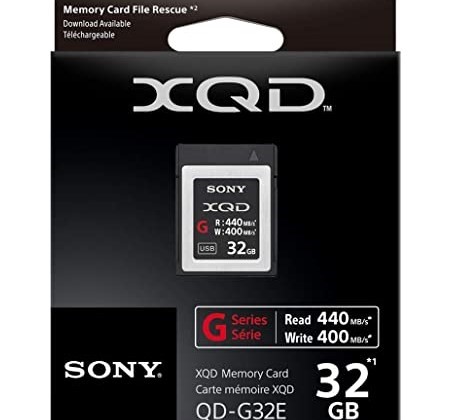 Memory Card File Rescue *2
Download Available
Téléchargeable
XQD™
SONY
XQD
G R:440MB/s*
W:400MB/s*
USB 32GB
G Series
Série
Read 440 MB/s*
Write 400 MB/s*
SONY
XQD Memory Card
Carte mémoire XQD
QD-G32E
32*1
GB